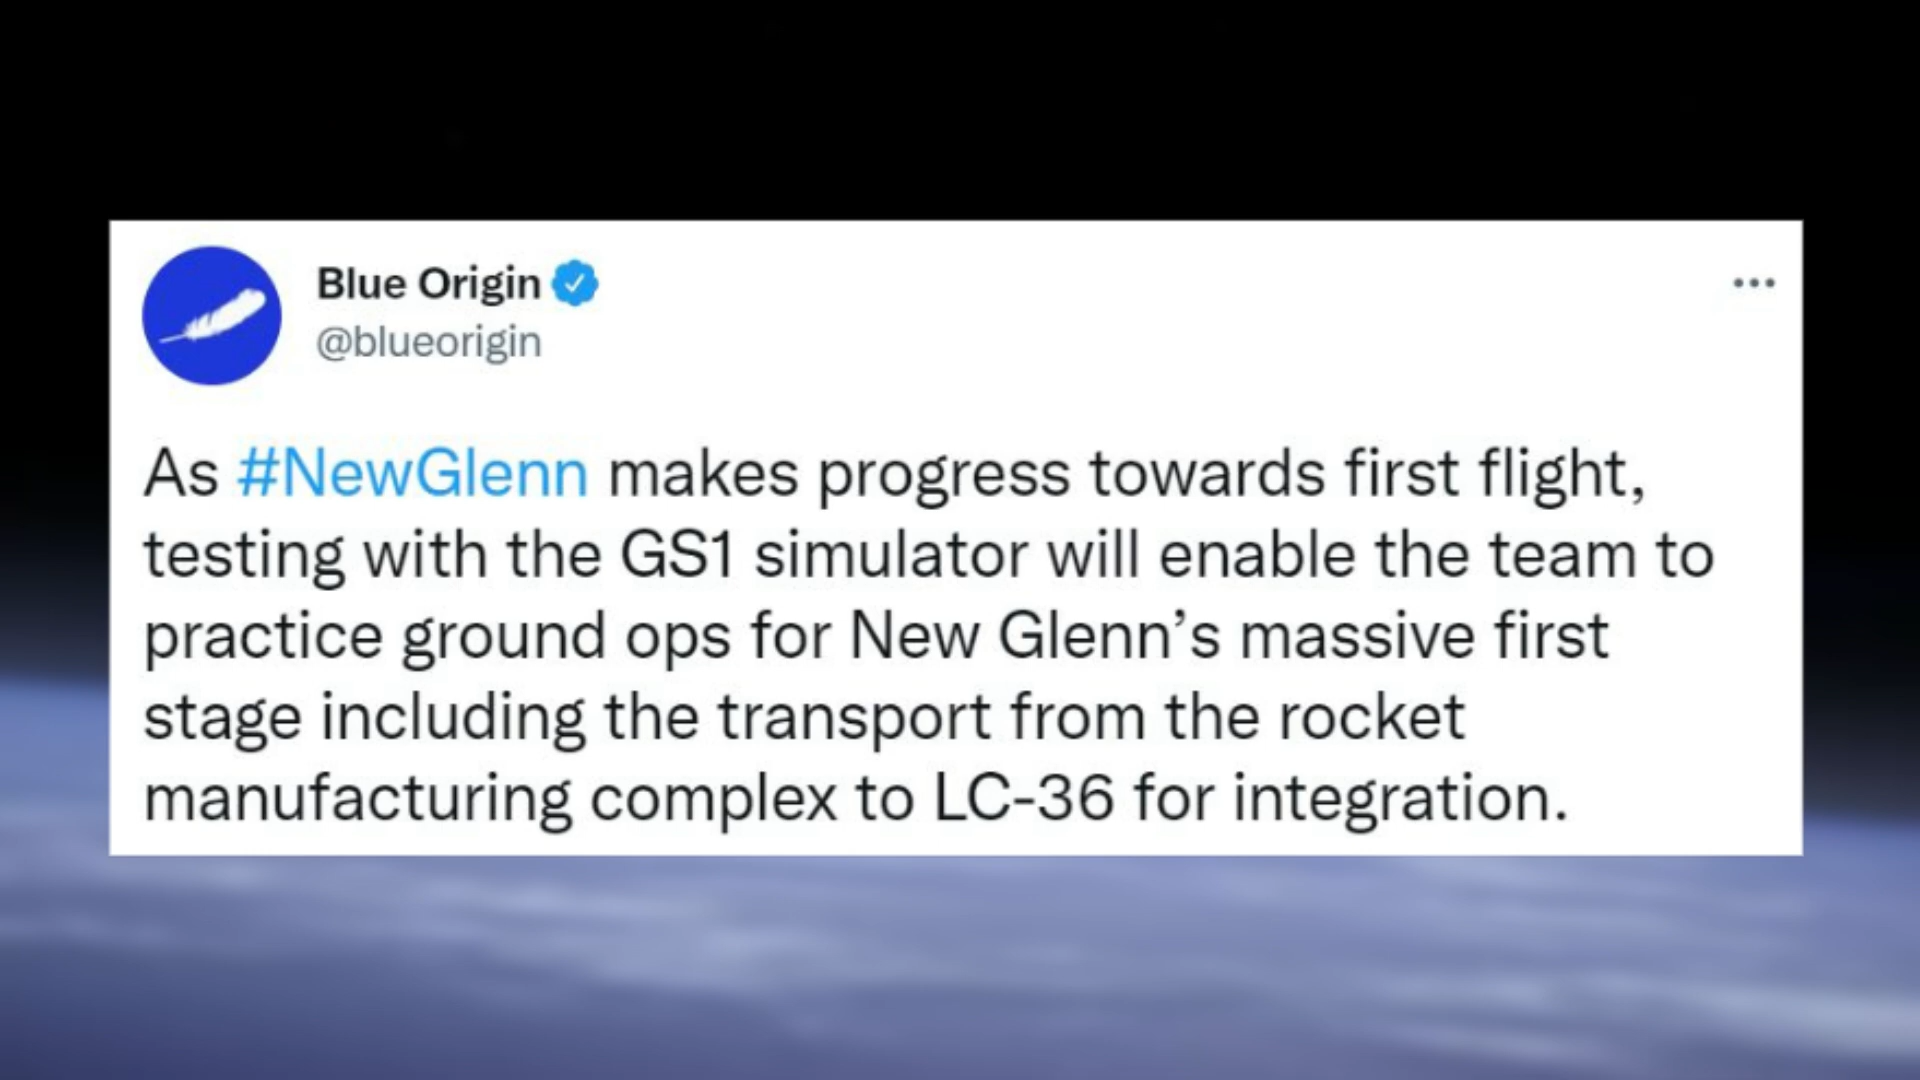 Blue Origin
@blueorigin
As #NewGlenn makes progress towards first flight,
testing with the GS1 simulator will enable the team to
practice ground ops for New Glenn’s massive first
stage including the transport from the rocket
manufacturing complex to LC-36 for integration.